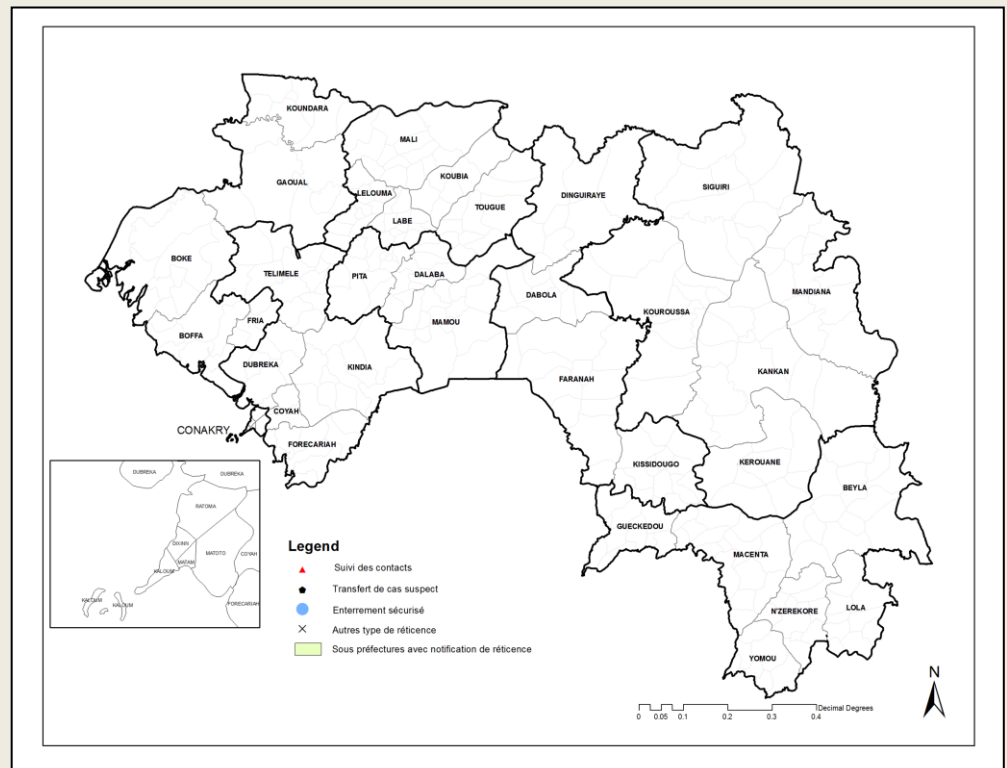 KOUNDARA
MALI
GAOUAL
KOUBIA
LELOUMA
TOUGUE
LABE
DINGUIRAYE
SIGUIRI
BOKE
TELIMELE
PITA
DALABA
DABOLA
MANDIANA
FRIA
BOFFA
MAMOU
KOUROUSSA
DUBREKA
KINDIA
FARANAH
KANKAN
COYAH
CONAKRY
FORECARIAH
KISSIDOUGO
KEROUANE
BEYLA
GUECKEDOU
MACENTA
N'ZEREKORE
LOLA
YOMOU
DUBREKA
DUBREKA
RATOMA
DIXINN
MATOTO
COYAH
MATAM
KALOUM
KALOUM
KALOUM
FORECARIAH
Legend
Suivi des contacts
Transfert de cas suspect
Enterrement sécurisé
Autres type de réticence
Sous préfectures avec notification de réticence
N
Decimal Degrees
0 0.05 0.1 0.2 0.3 0.4